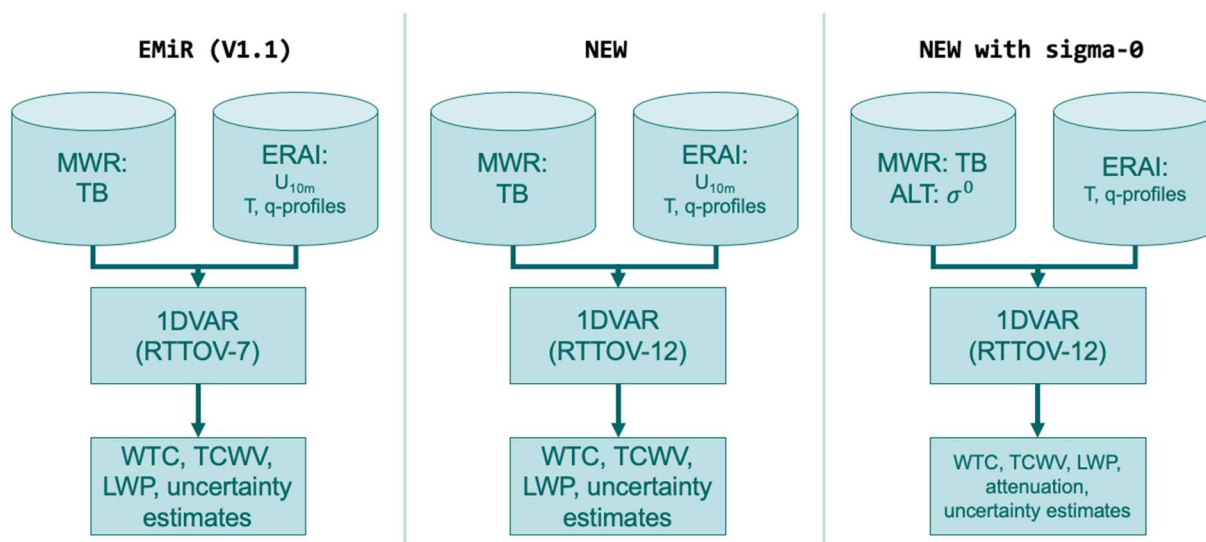 EMiR (V1.1)
MWR:
TB
ERAI:
U10m
T, q-profiles
1DVAR
(RTTOV-7)
WTC, TCWV,
LWP, uncertainty
estimates
NEW
MWR:
TB
ERAI:
U10m
T, q-profiles
1DVAR
(RTTOV-12)
WTC, TCWV,
LWP, uncertainty
estimates
NEW with sigma-0
MWR: TB
ALT: σ⁰
ERAI:
T, q-profiles
1DVAR
(RTTOV-12)
WTC, TCWV, LWP,
attenuation,
uncertainty estimates